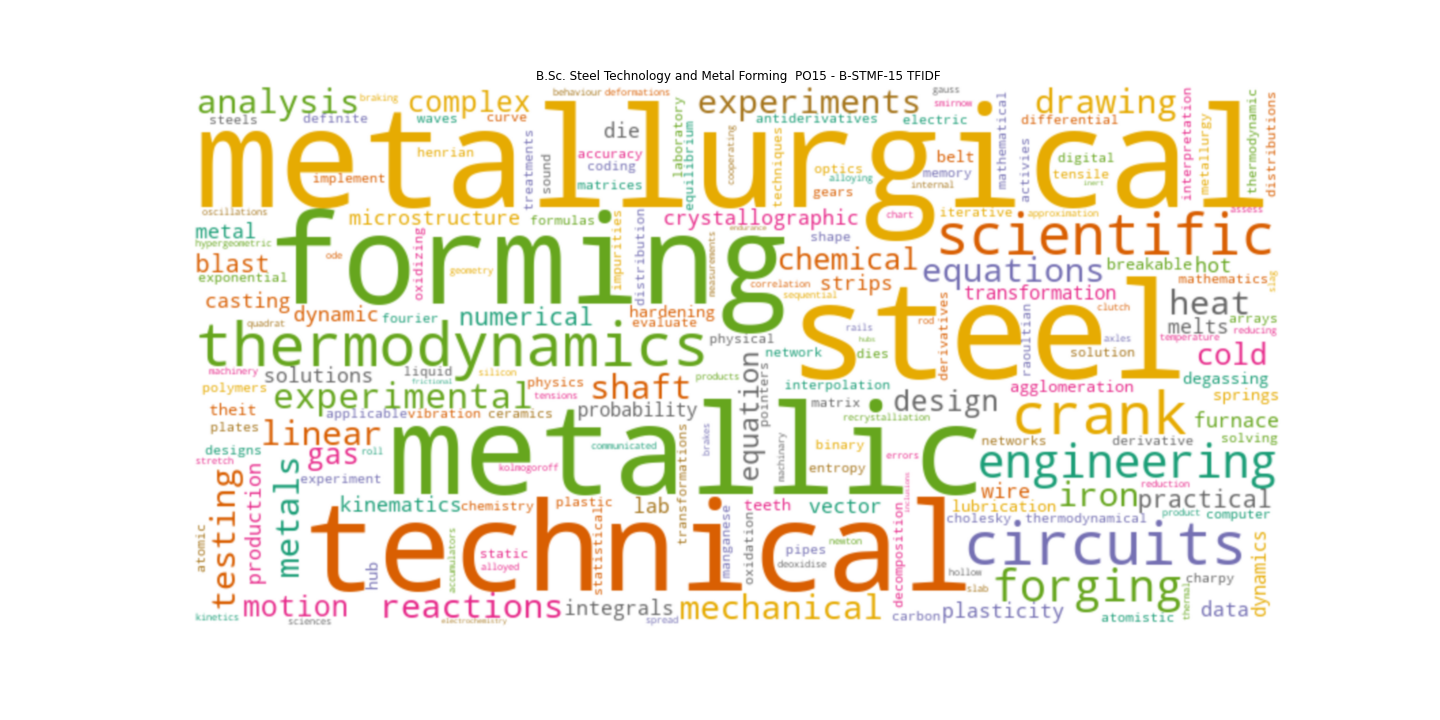 B.Sc. Steel Technology and Metal Forming  PO15 - B-STMF-15 TFIDF
analysis
braking
complex
behaviour
deformations
experiments
gauss
smirnow
drawing
steels
definite
waves
curve
antiderivatives
electric
differential
metallurgical
henrian
implement
treatments
sound
die
accuracy
coding
matrices
laboratory
equilibrium
cooperating
techniques
optics
alloying
gears
internal
belt
memory
mathematical
activies
digital
tensile
inert
interpretation
metallurgy
thermodynamic
distributions
oscillations
metal
hypergeometric
microstructure
formulas
impurities
distribution
crystallographic
chart
iterative
approximation
assess
forming
endurance
shape
scientific
blast
exponential
ode
oxidizing
geometry
measurements
chemical
correlation
strips
sequential
equations
breakable
hot
mathematics
slag
casting
dynamic
fourier
numerical
hardening
evaluate
transformation
clutch
heat
quadrat
steel
rails
hubs
rod
derivatives
raoultian
axles
melts
arrays
reducing
temperature
thermodynamics
physical
network
dies
solution
cold
machinery
solutions
liquid
frictional
silicon
products
equation
pointers
interpolation
agglomeration
degassing
polymers
experimental
physics
tensions
shaft
matrix
design
springs
theit
applicable
vibration
ceramics
probability
recrystalliation
crank
furnace
plates
linear
metallic
communicated
brakes
machinary
binary
networks
derivative
solving
designs
stretch
gas
roll
kolmogoroff
transformations
entropy
errors
engineering
testing
production
metals
experiment
inclusions
wire
iron
reduction
practical
kinematics
chemistry
plastic
lab
teeth
vector
lubrication
product
computer
atomic
technical
accumulators
static
alloyed
statistical
manganese
oxidation
pipes
newton
deoxidise
decomposition
cholesky
thermodynamical
circuits
dynamics
hub
hollow
slab
forging
thermal
charpy
kinetics
motion
sciences
reactions
electrochemistry
integrals
spread
mechanical
carbon
plasticity
atomistic
data